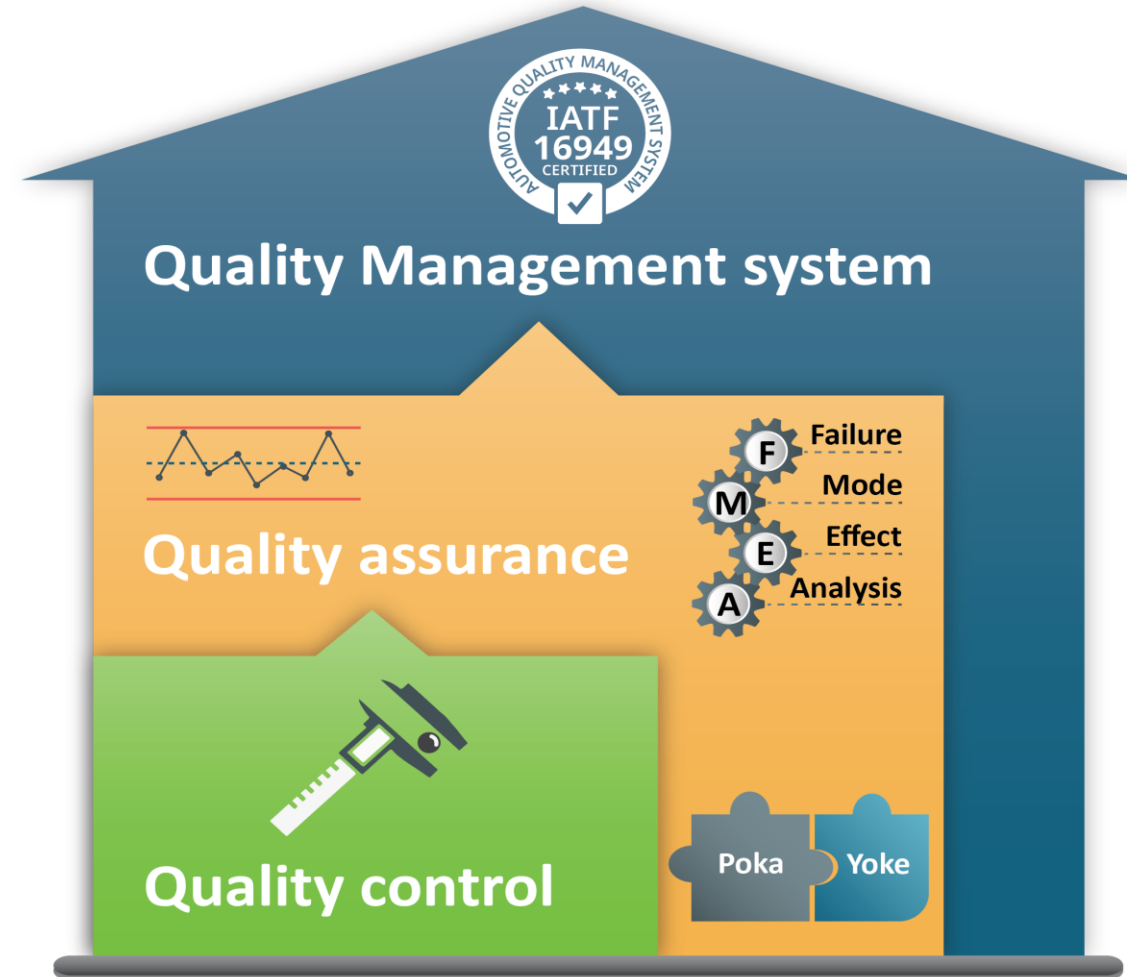 AUTOMOTIVE QUALITY MANAGEMENT SYSTEM
IATF
16949
CERTIFIED
Quality Management system
F Failure
M Mode
E Effect
A Analysis
Quality assurance
Quality control
Poka Yoke